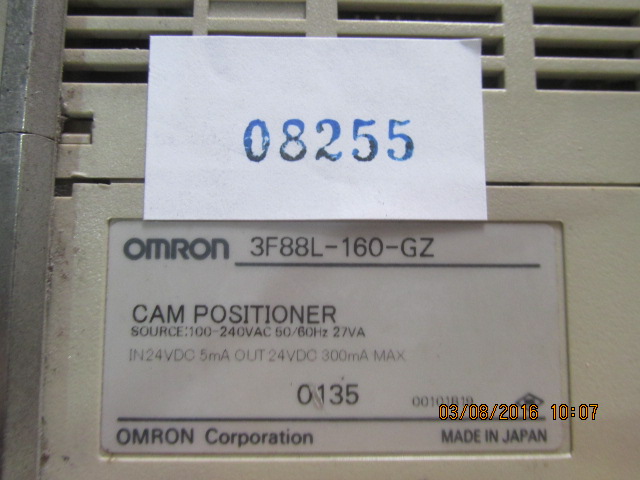 08255
OMRON 3F88L-160-GZ
CAM POSITIONER
SOURCE:100-240VAC 50/60Hz 27VA
IN24VDC 5mA OUT 24VDC 300mA MAX
0135
03/08/2016 10:07
OMRON Corporation MADE IN JAPAN